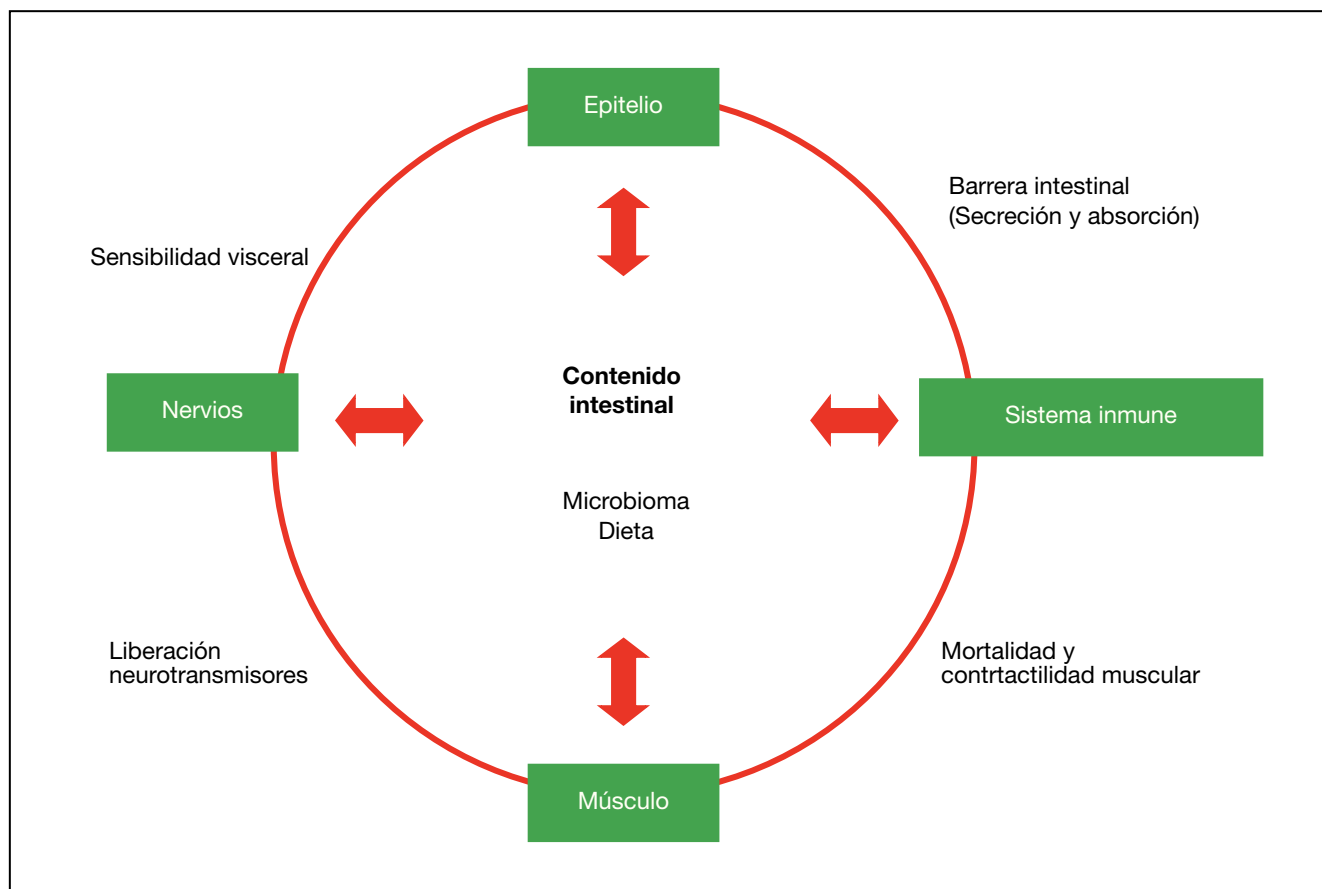 Epitelio
Barrera intestinal
(Secreción y absorción)
Sensibilidad visceral
Contenido
intestinal
Nervios
Sistema inmune
Microbioma
Dieta
Liberación
neurotransmisores
Mortalidad y
contrtactilidad muscular
Músculo